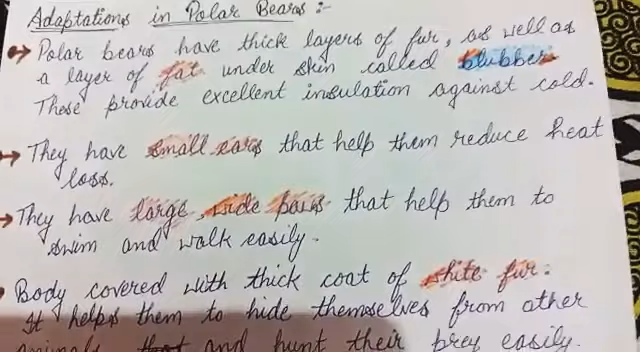 Adaptations in Polar Bears :-
Polar bears have thick layers of fur, as well as
a layer of fat under skin called blubber.
These provide excellent insulation against cold.
They have small ears that help them reduce heat
loss.
They have large, wide paws that help them to
swim and walk easily.
Body covered with thick coat of white fur.
It helps them to hide themselves from other
animals that and hunt their prey easily.